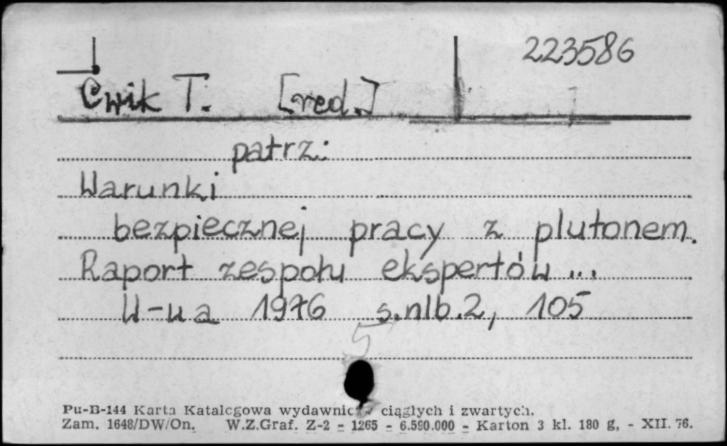 223586
Ćwik T. [red.]
patrz:
Warunki
bezpiecznej pracy z plutonem.
Raport zespołu ekspertów...
W-wa 1976 s.nlb.2, 105
5
Pu-B-144 Karta Katalogowa wydawnictw ciągłych i zwartych.
Zam. 1648/DW/On. W.Z.Graf. Z-2 - 1265 - 6.590.000 - Karton 3 kl. 180 g. - XII. 76.